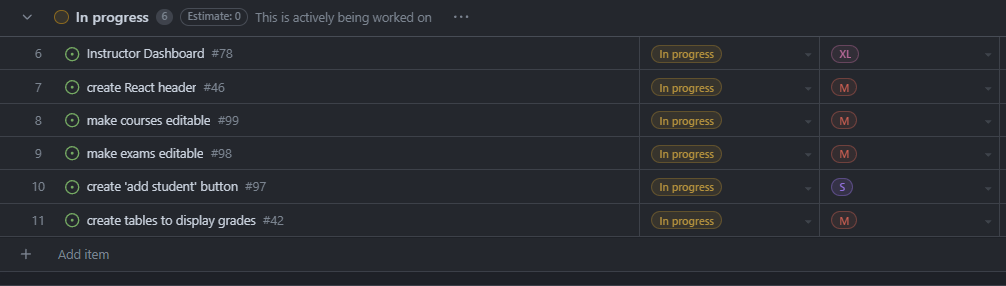 In progress 6 Estimate: 0 This is actively being worked on ...
6 Instructor Dashboard #78 In progress XL
7 create React header #46 In progress M
8 make courses editable #99 In progress M
9 make exams editable #98 In progress M
10 create 'add student' button #97 In progress S
11 create tables to display grades #42 In progress M
+ Add item